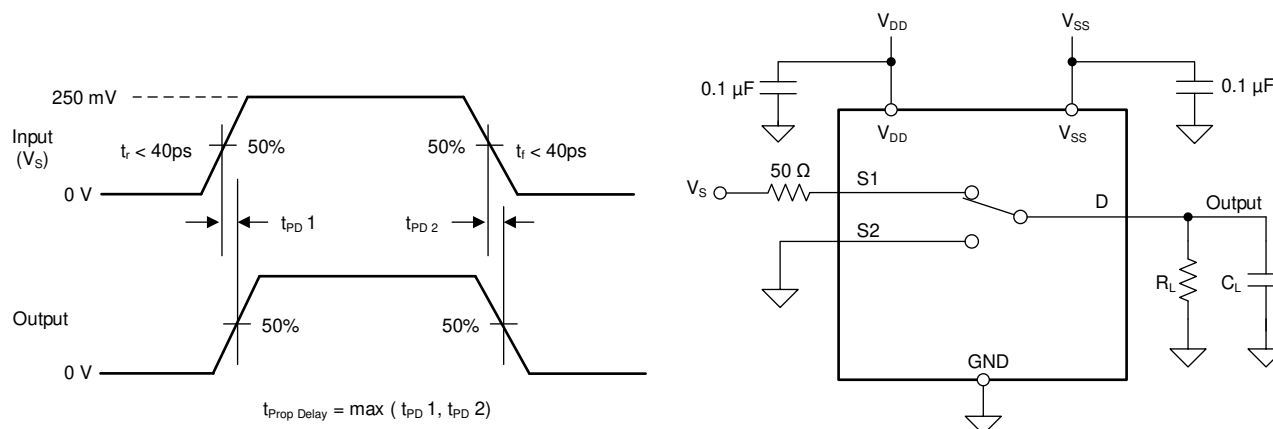 250 mV
Input
(V_S)
t_r < 40ps
50%
50%
t_f < 40ps
0 V
t_PD 1
t_PD 2
Output
50%
50%
0 V
t_Prop Delay = max ( t_PD 1, t_PD 2)
V_DD
V_SS
0.1 µF
0.1 µF
V_DD
V_SS
50 Ω
V_S
S1
S2
D
Output
R_L
C_L
GND